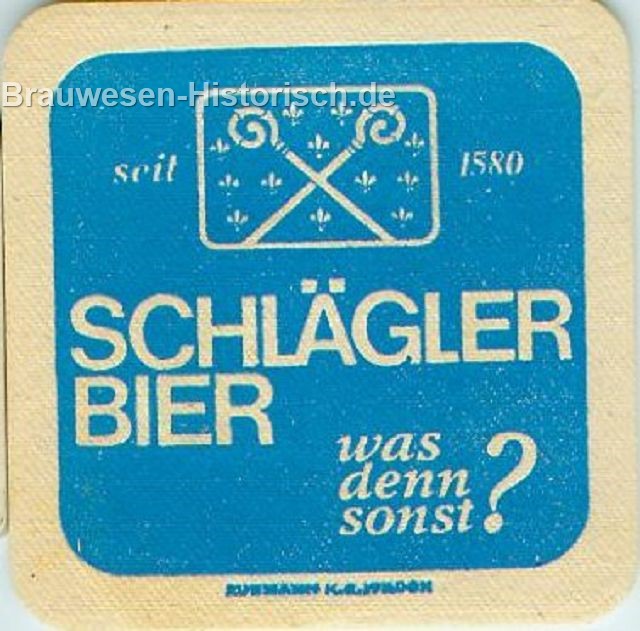 Brauwesen-Historisch.de
seit 1580
SCHLÄGLER
BIER
was
denn
sonst?